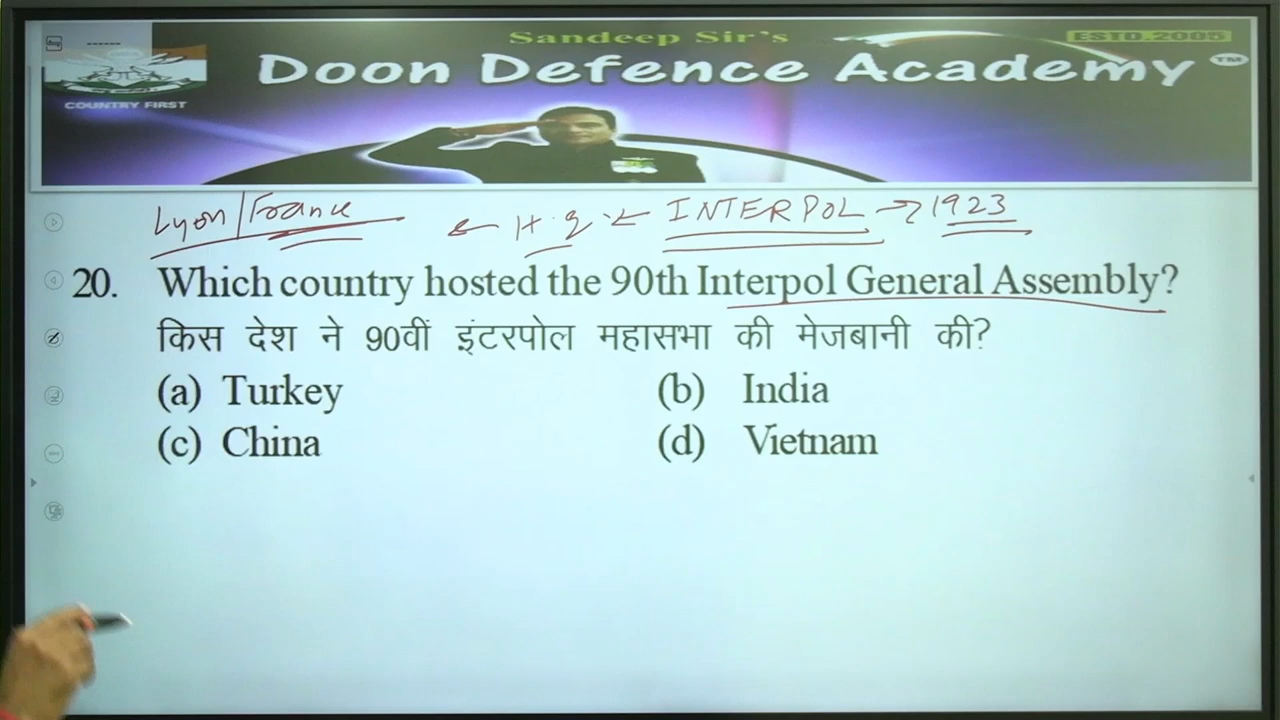 Sandeep Sir's
ESTD.2005
Doon Defence Academy TM
COUNTRY FIRST
Lyon/France ← H.q ← INTERPOL → 1923
20. Which country hosted the 90th Interpol General Assembly?
किस देश ने 90वीं इंटरपोल महासभा की मेजबानी की?
(a) Turkey (b) India
(c) China (d) Vietnam